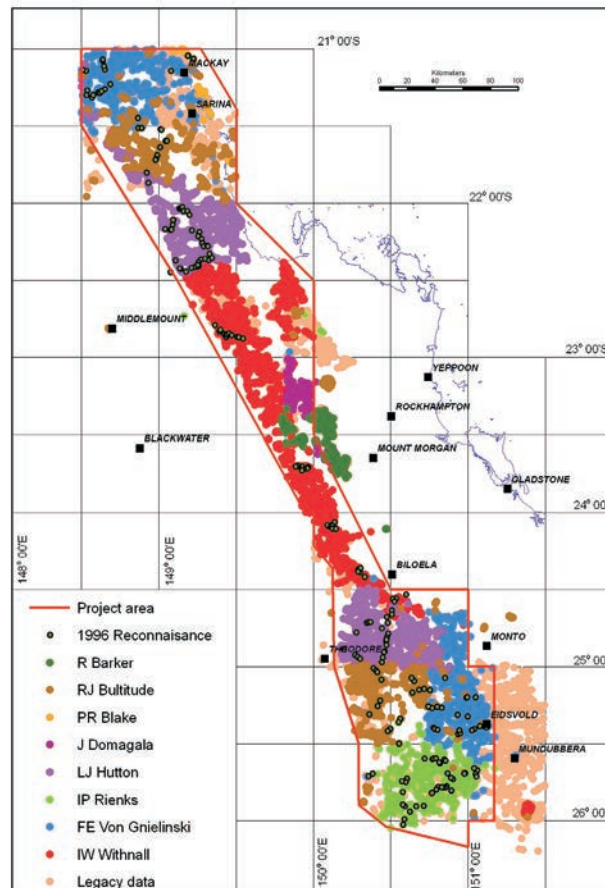 Kilometers
0 20 40 60 80 100
21° 00'S
MACKAY
SARINA
22° 00'S
MIDDLEMOUNT
23° 00'S
YEPPOON
ROCKHAMPTON
BLACKWATER
MOUNT MORGAN
GLADSTONE
24° 00'S
148° 00'E
149° 00'E
BILOELA
MONTO
THEODORE
25° 00'S
EIDSVOLD
MUNDUBBERA
26° 00'S
150° 00'E
151° 00'E
Project area
1996 Reconnaisance
R Barker
RJ Bultitude
PR Blake
J Domagala
LJ Hutton
IP Rienks
FE Von Gnielinski
IW Withnall
Legacy data